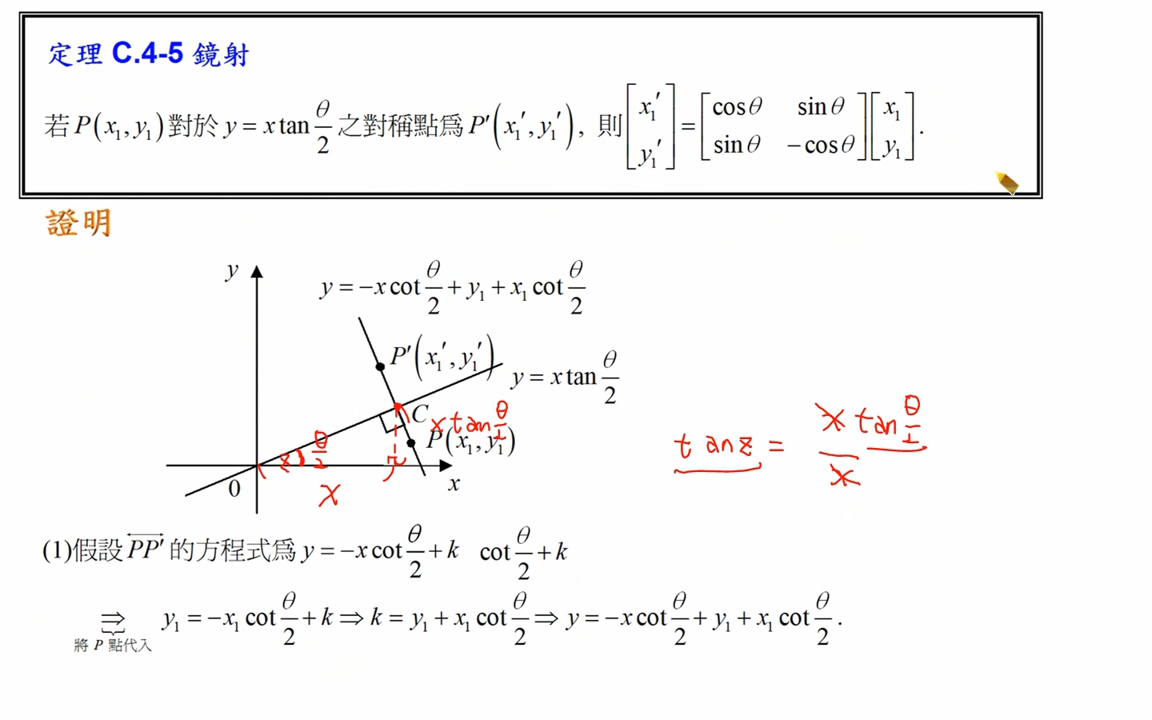 定理 C.4-5 鏡射
若 P(x₁, y₁) 對於 y = x tan θ/2 之對稱點為 P′(x₁′, y₁′), 則 [x₁′ y₁′] = [cosθ sinθ sinθ −cosθ][x₁ y₁].
證明
y
y = −x cot θ/2 + y₁ + x₁ cot θ/2
P′(x₁′, y₁′)
y = x tan θ/2
C
x tan θ/2
P(x₁, y₁)
θ/2
0
x
x
tan z = x tan θ/2 / x
(1)假設 PP′ 的方程式為 y = −x cot θ/2 + k cot θ/2 + k
⇒ y₁ = −x₁ cot θ/2 + k ⇒ k = y₁ + x₁ cot θ/2 ⇒ y = −x cot θ/2 + y₁ + x₁ cot θ/2 .
將 P 點代入